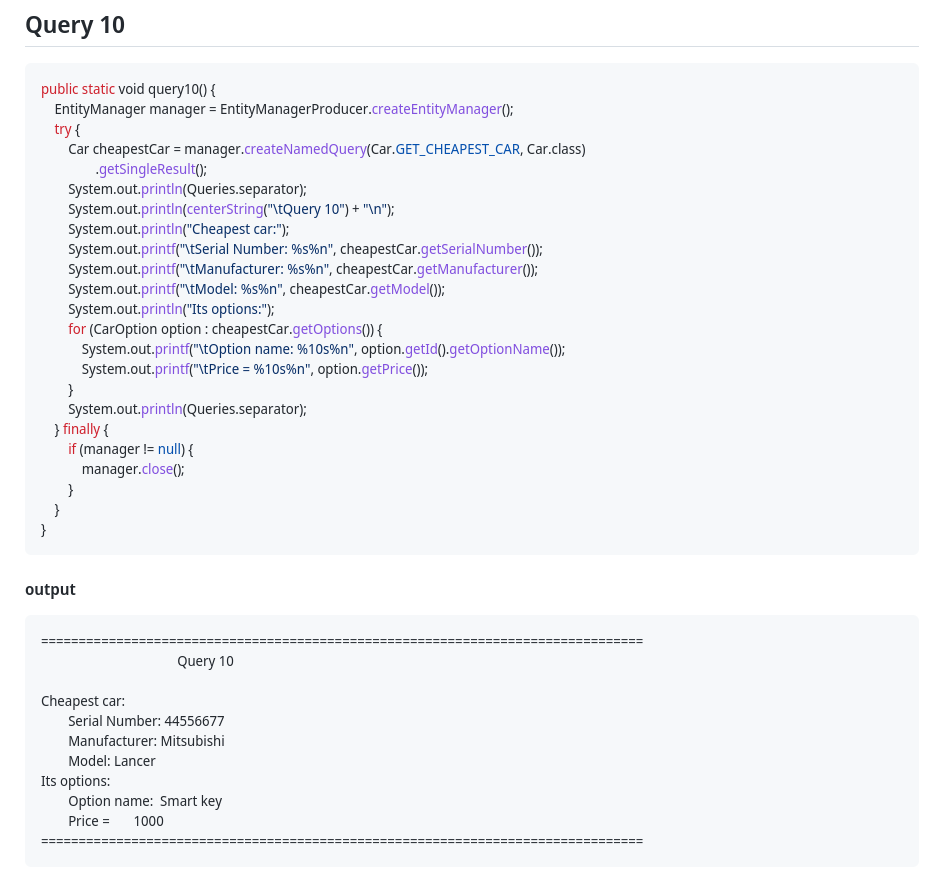 Query 10
public static void query10() {
    EntityManager manager = EntityManagerProducer.createEntityManager();
    try {
        Car cheapestCar = manager.createNamedQuery(Car.GET_CHEAPEST_CAR, Car.class)
                .getSingleResult();
        System.out.println(Queries.separator);
        System.out.println(centerString("\tQuery 10") + "\n");
        System.out.println("Cheapest car:");
        System.out.printf("\tSerial Number: %s%n", cheapestCar.getSerialNumber());
        System.out.printf("\tManufacturer: %s%n", cheapestCar.getManufacturer());
        System.out.printf("\tModel: %s%n", cheapestCar.getModel());
        System.out.println("Its options:");
        for (CarOption option : cheapestCar.getOptions()) {
            System.out.printf("\tOption name: %10s%n", option.getId().getOptionName());
            System.out.printf("\tPrice = %10s%n", option.getPrice());
        }
        System.out.println(Queries.separator);
    } finally {
        if (manager != null) {
            manager.close();
        }
    }
}
output
================================================================================
                                        Query 10
Cheapest car:
        Serial Number: 44556677
        Manufacturer: Mitsubishi
        Model: Lancer
Its options:
        Option name:  Smart key
        Price =       1000
================================================================================